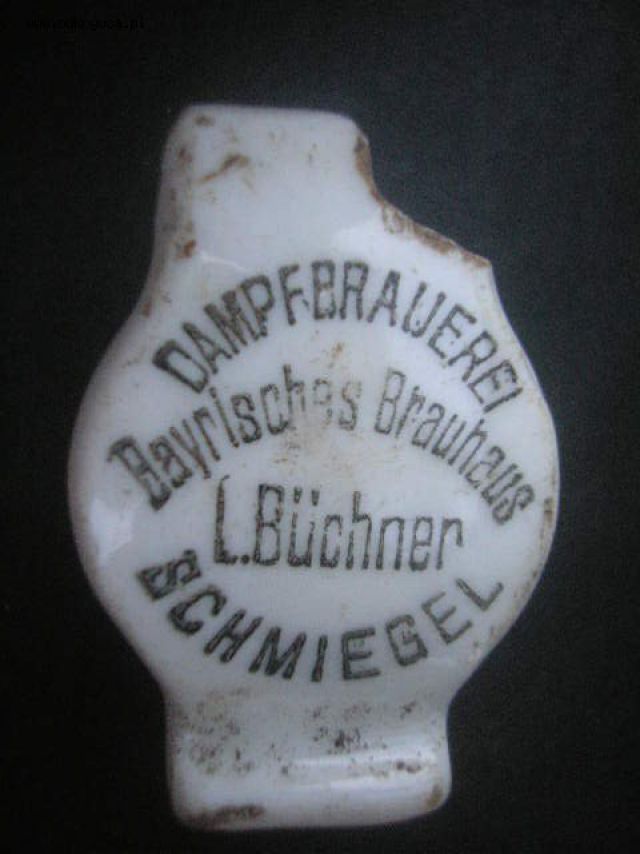 DAMPFBRAUEREI
Bayrisches Brauhaus
L.Büchner
SCHMIEGEL